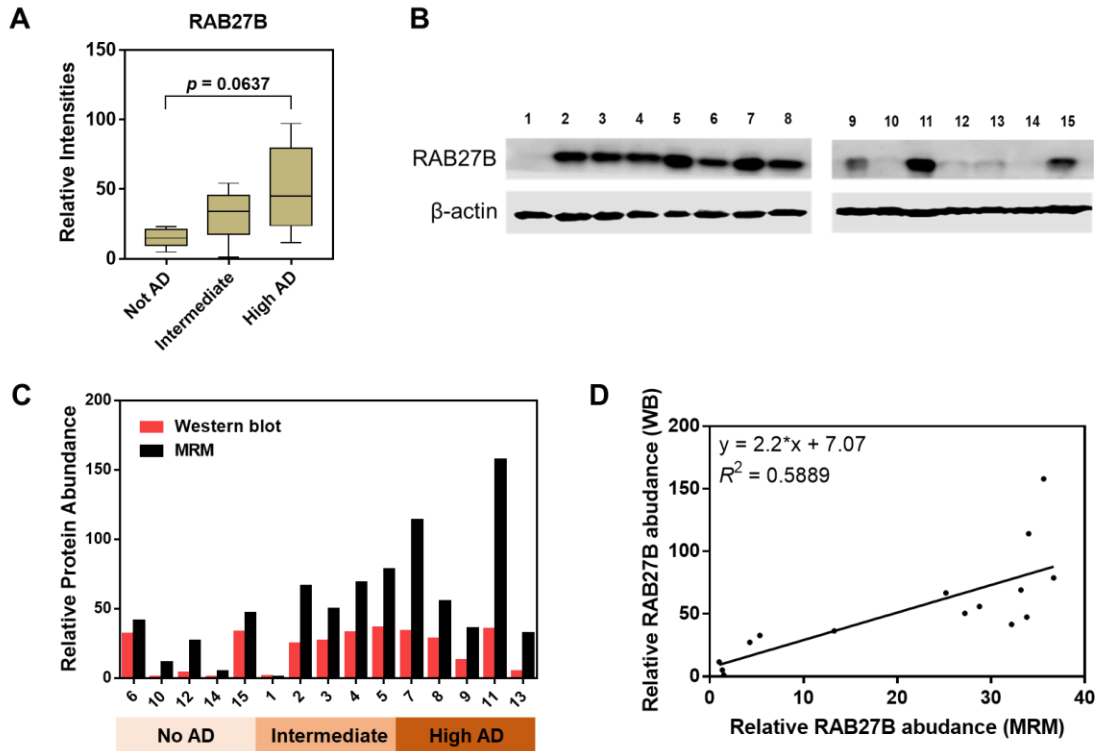 A
RAB27B
150
100
50
0
Relative Intensities
p = 0.0637
Not AD
Intermediate
High AD
B
1 2 3 4 5 6 7 8
9 10 11 12 13 14 15
RAB27B
β-actin
C
200
150
100
50
0
Relative Protein Abundance
Western blot
MRM
6 10 12 14 15 1 2 3 4 5 7 8 9 11 13
No AD Intermediate High AD
D
200
150
100
50
0
Relative RAB27B abudance (WB)
y = 2.2*x + 7.07
R² = 0.5889
0 10 20 30 40
Relative RAB27B abudance (MRM)